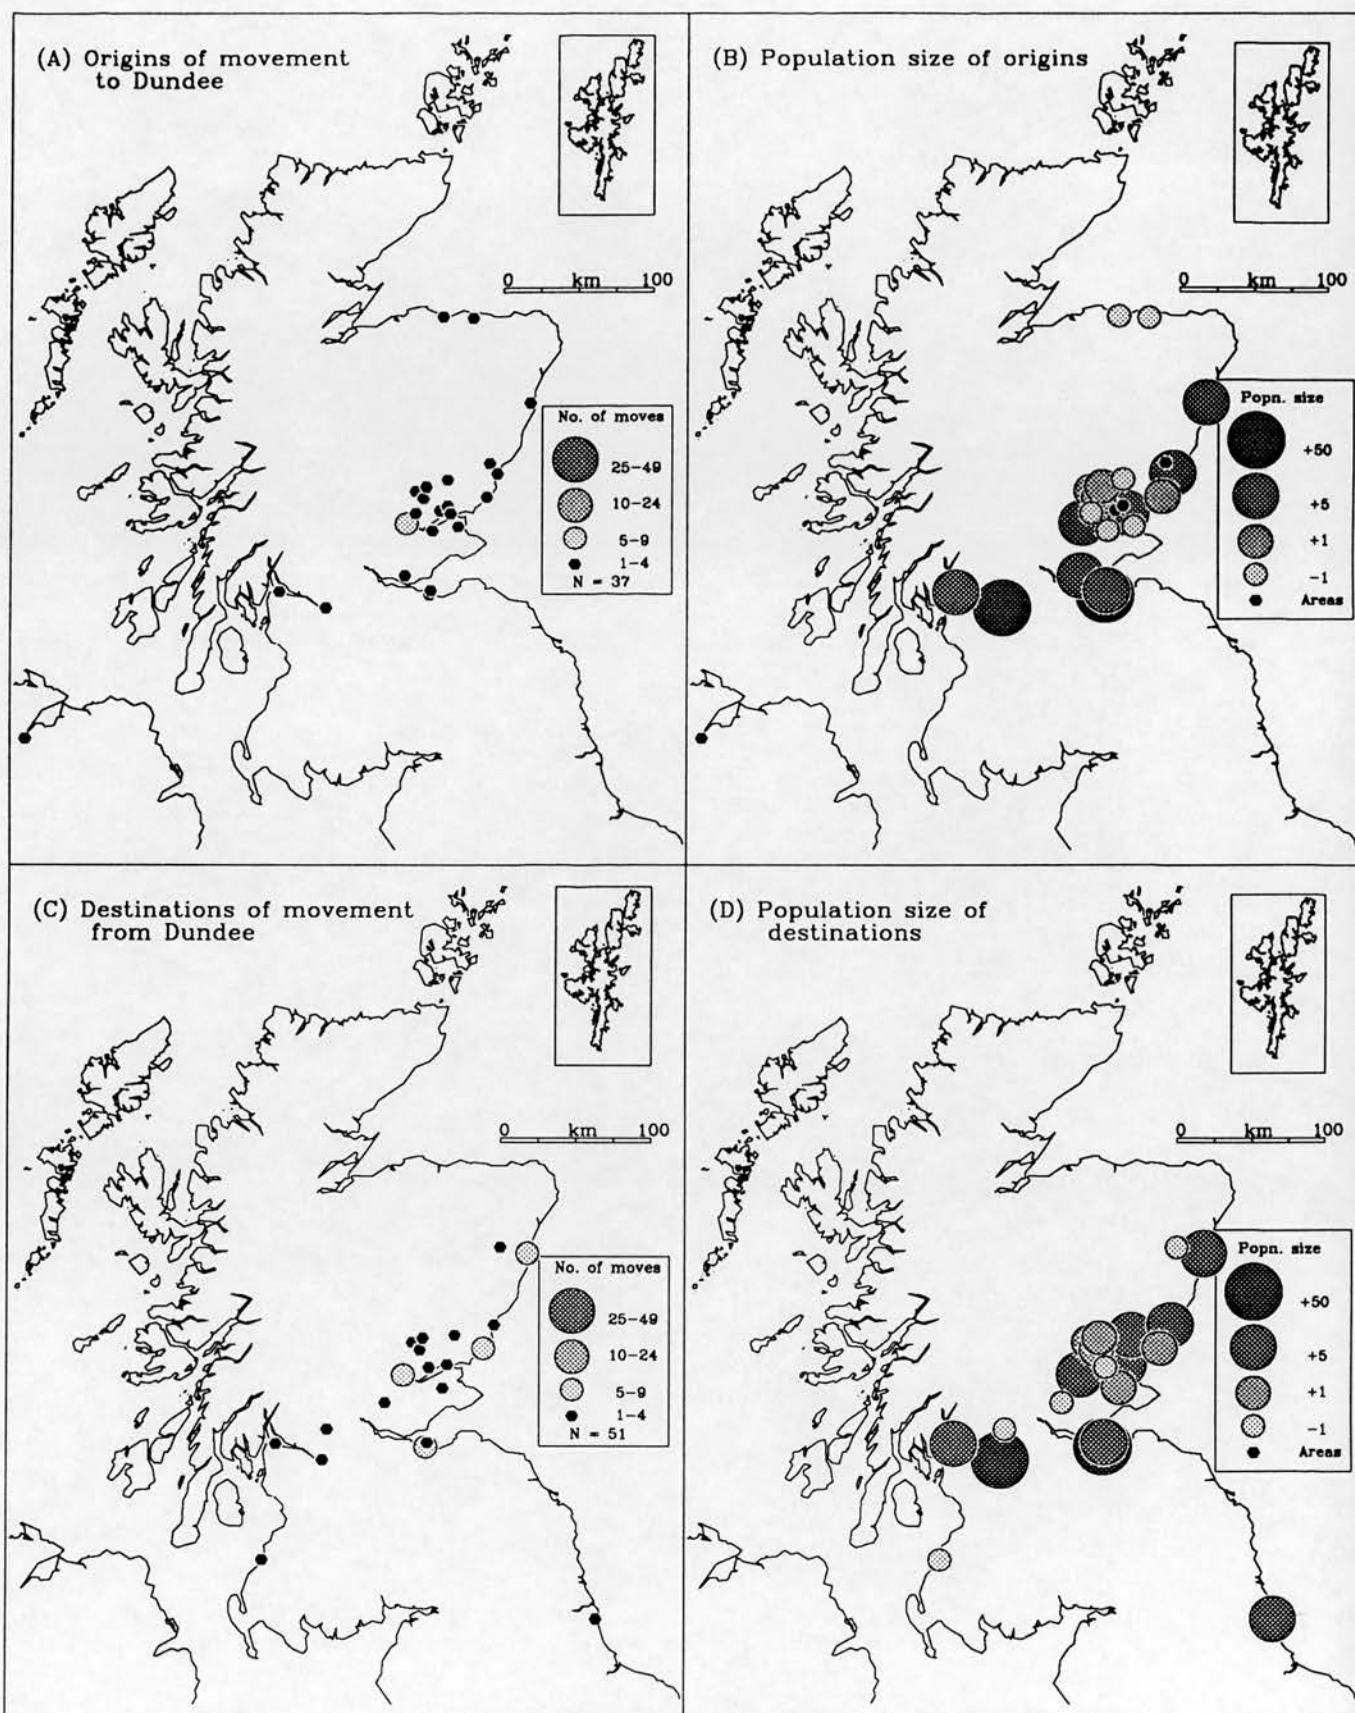 (A) Origins of movement
to Dundee
0 km 100
No. of moves
25-49
10-24
5-9
1-4
N = 37
(B) Population size of origins
0 km 100
Popn. size
+50
+5
+1
-1
Areas
(C) Destinations of movement
from Dundee
0 km 100
No. of moves
25-49
10-24
5-9
1-4
N = 51
(D) Population size of
destinations
0 km 100
Popn. size
+50
+5
+1
-1
Areas